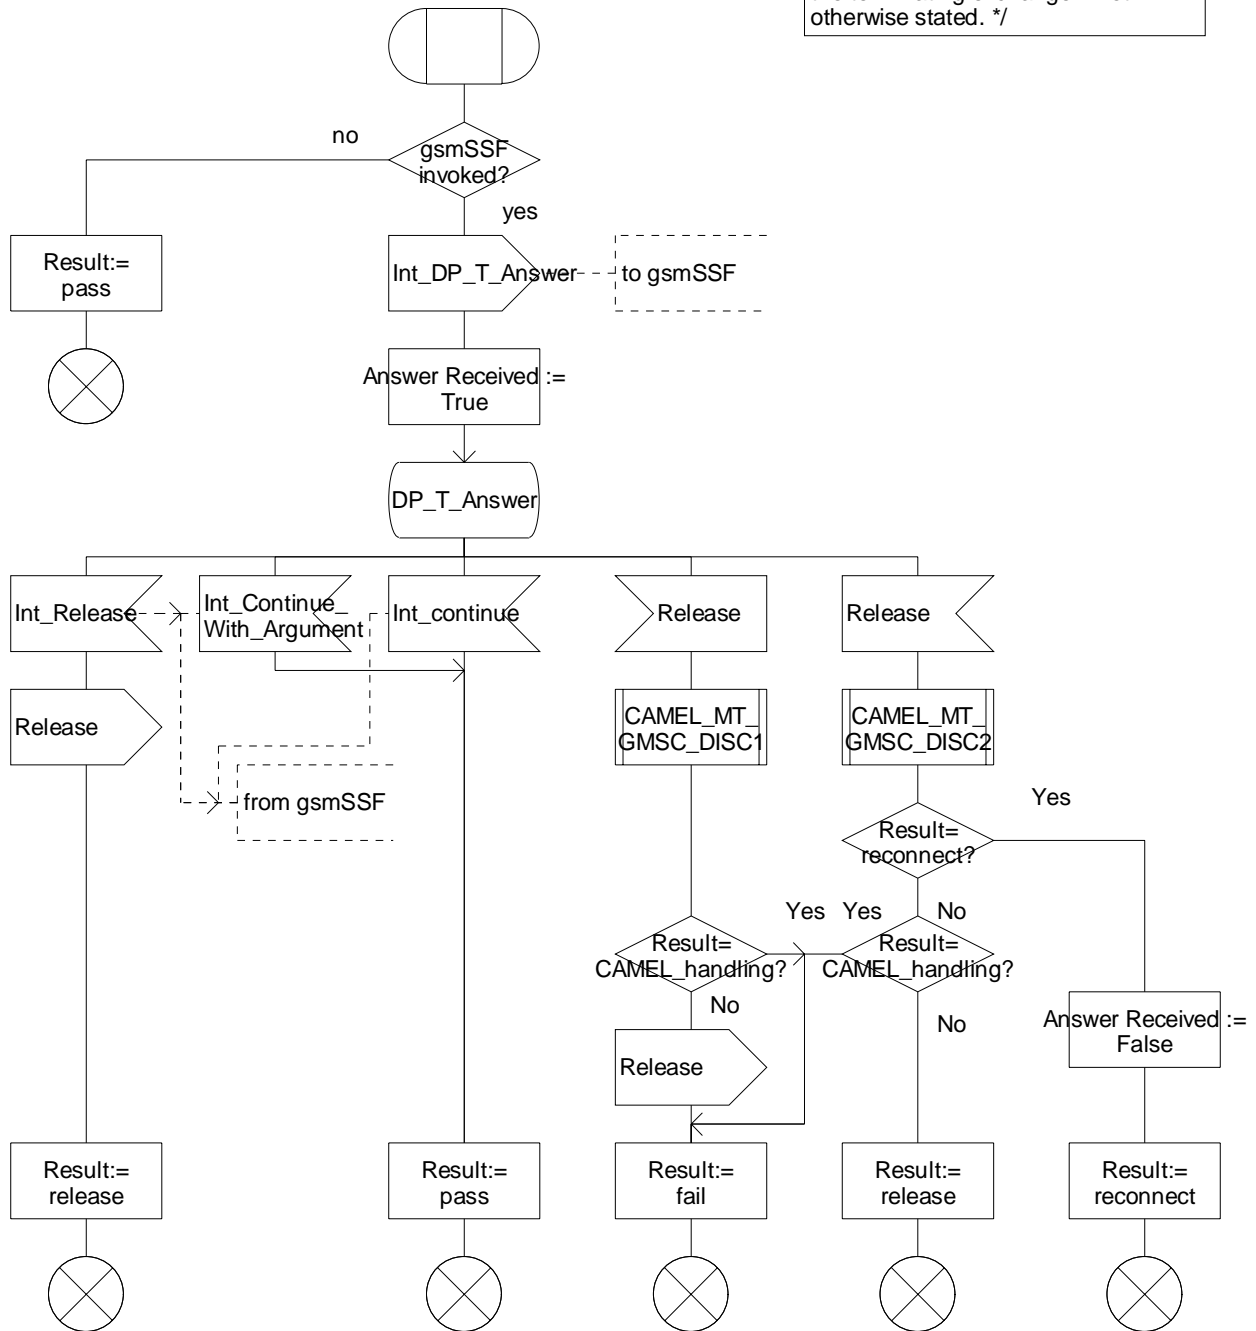 otherwise stated. */
no
gsmSSF
invoked?
yes
Result:=
pass
Int_DP_T_Answer
to gsmSSF
Answer Received :=
True
DP_T_Answer
Int_Release
Int_Continue_
With_Argument
Int_continue
Release
Release
Release
CAMEL_MT_
GMSC_DISC1
CAMEL_MT_
GMSC_DISC2
from gsmSSF
Yes
Result=
reconnect?
Yes
Yes
No
Result=
CAMEL_handling?
Result=
CAMEL_handling?
No
No
Answer Received :=
False
Release
Result:=
release
Result:=
pass
Result:=
fail
Result:=
release
Result:=
reconnect